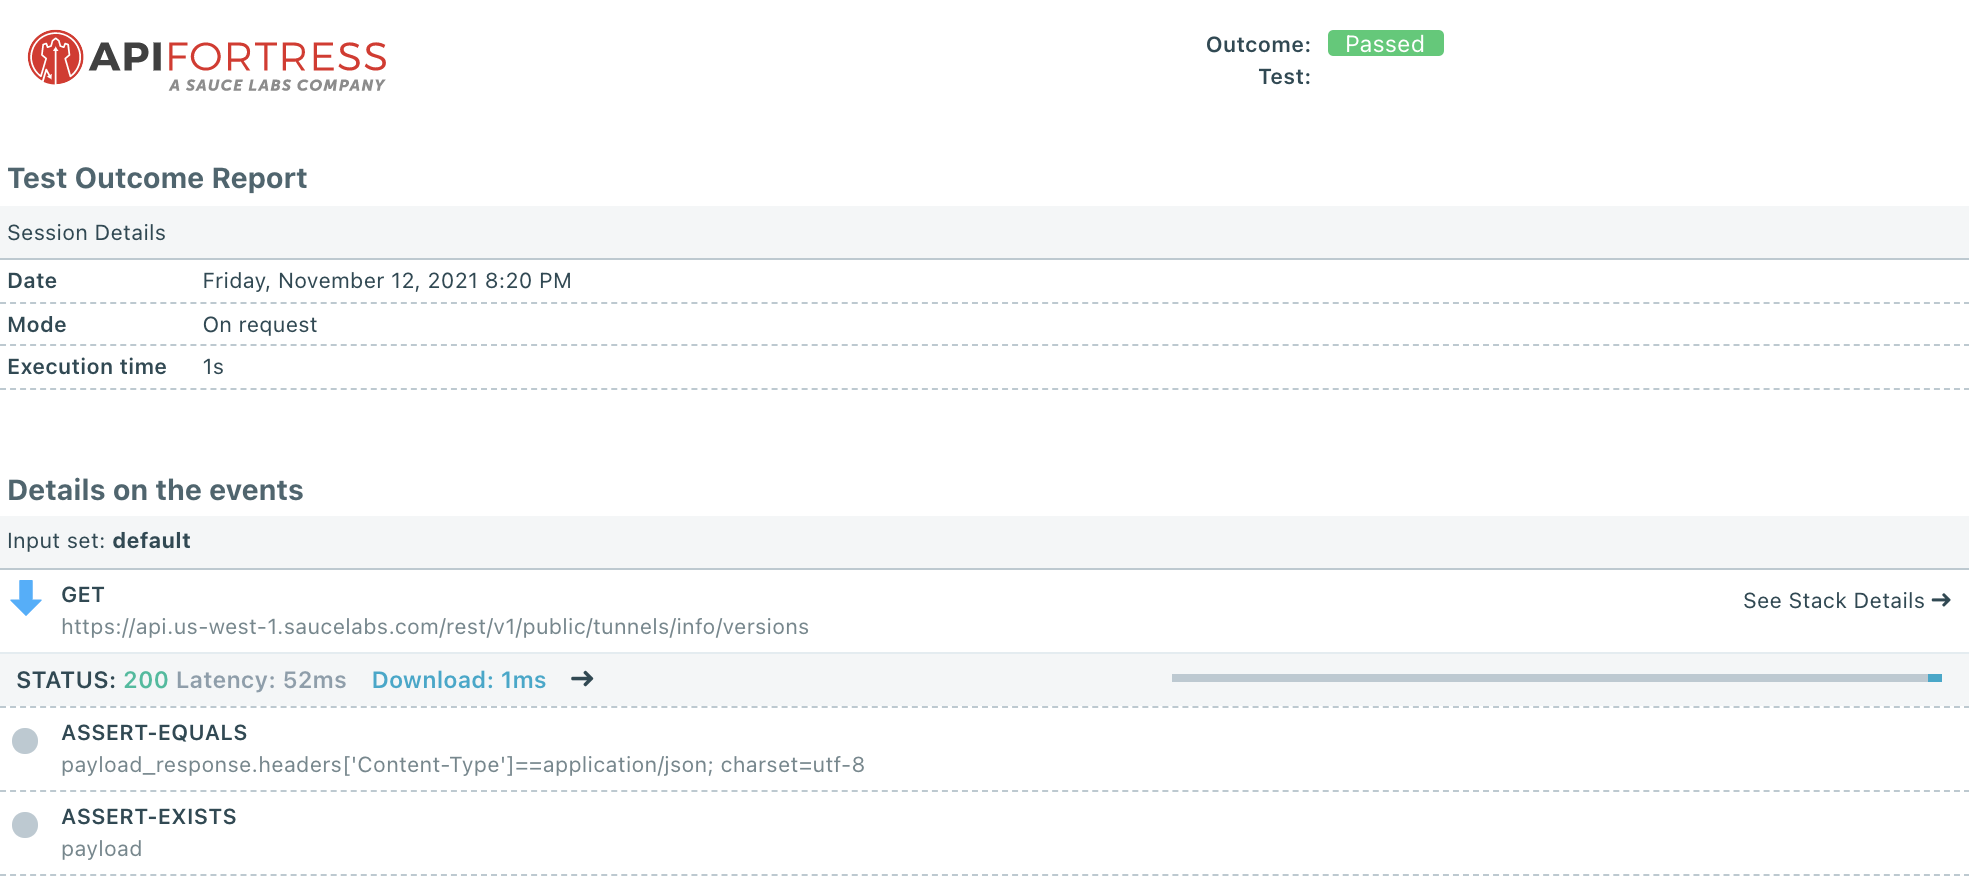 APIFORTRESS
A SAUCE LABS COMPANY
Outcome: Passed
Test:
Test Outcome Report
Session Details
Date Friday, November 12, 2021 8:20 PM
Mode On request
Execution time 1s
Details on the events
Input set: default
GET
See Stack Details →
https://api.us-west-1.saucelabs.com/rest/v1/public/tunnels/info/versions
STATUS: 200 Latency: 52ms Download: 1ms →
ASSERT-EQUALS
payload_response.headers['Content-Type']==application/json; charset=utf-8
ASSERT-EXISTS
payload